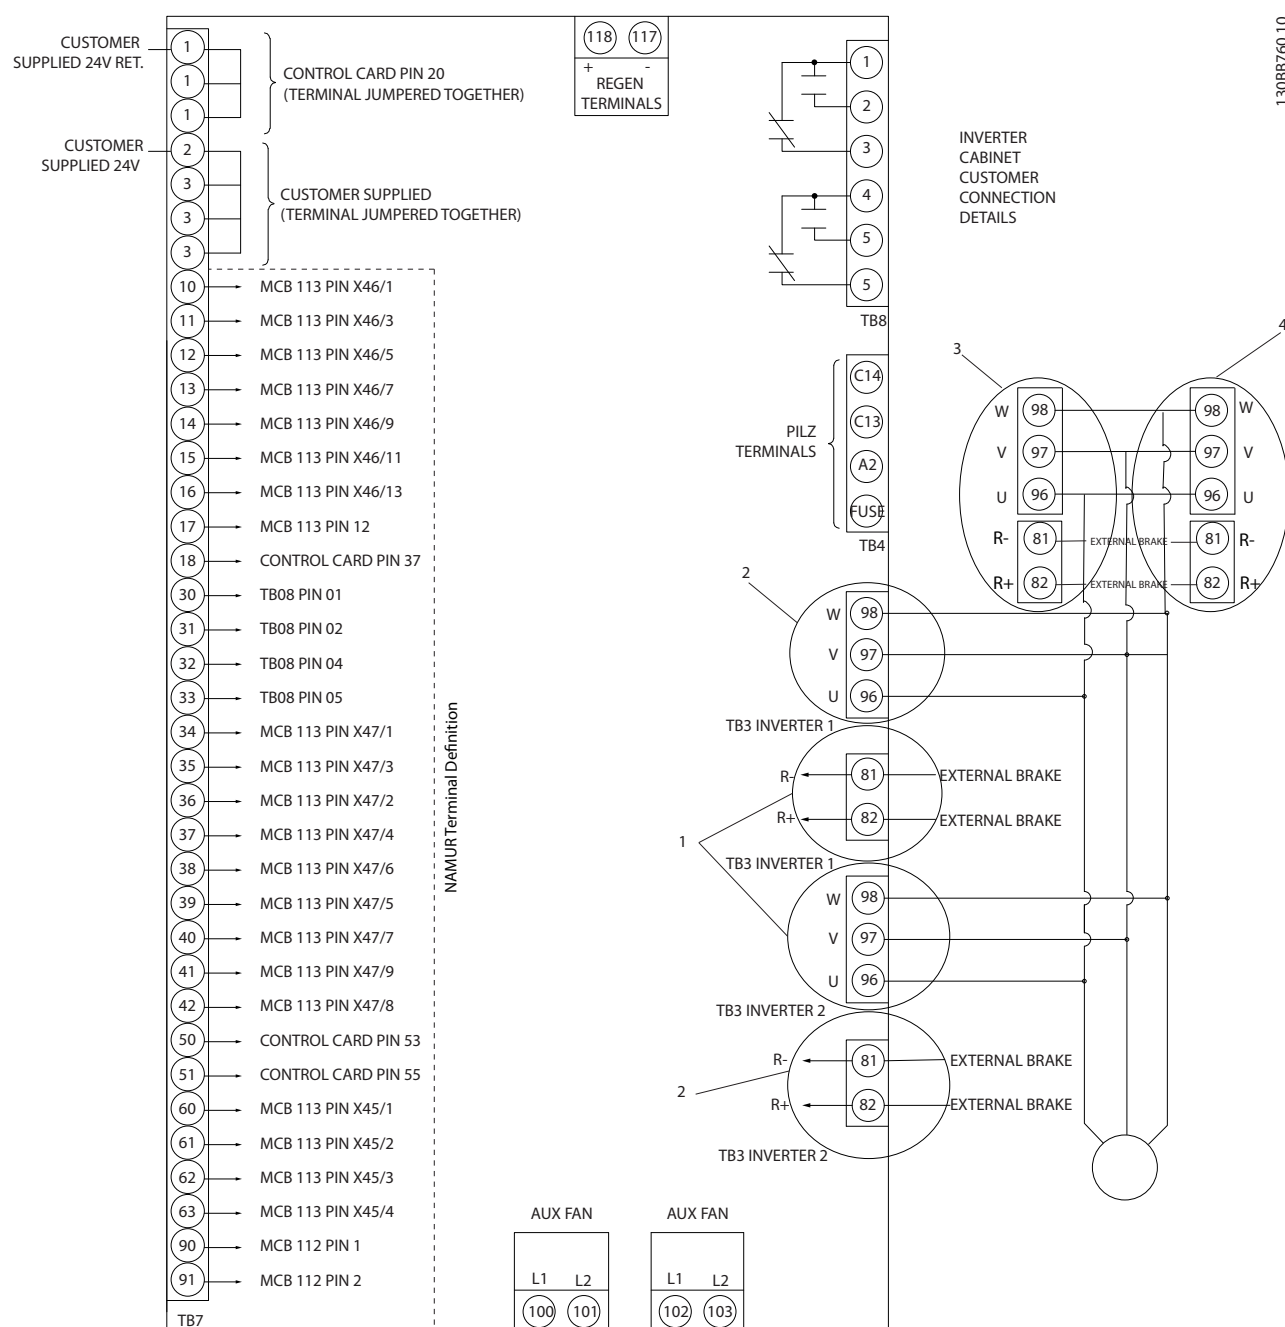 CUSTOMER
SUPPLIED 24V RET.
1
1
1
CONTROL CARD PIN 20
(TERMINAL JUMPERED TOGETHER)
CUSTOMER
SUPPLIED 24V
2
3
3
3
CUSTOMER SUPPLIED
(TERMINAL JUMPERED TOGETHER)
10 MCB 113 PIN X46/1
11 MCB 113 PIN X46/3
12 MCB 113 PIN X46/5
13 MCB 113 PIN X46/7
14 MCB 113 PIN X46/9
15 MCB 113 PIN X46/11
16 MCB 113 PIN X46/13
17 MCB 113 PIN 12
18 CONTROL CARD PIN 37
30 TB08 PIN 01
31 TB08 PIN 02
32 TB08 PIN 04
33 TB08 PIN 05
34 MCB 113 PIN X47/1
35 MCB 113 PIN X47/3
36 MCB 113 PIN X47/2
37 MCB 113 PIN X47/4
38 MCB 113 PIN X47/6
39 MCB 113 PIN X47/5
40 MCB 113 PIN X47/7
41 MCB 113 PIN X47/9
42 MCB 113 PIN X47/8
50 CONTROL CARD PIN 53
51 CONTROL CARD PIN 55
60 MCB 113 PIN X45/1
61 MCB 113 PIN X45/2
62 MCB 113 PIN X45/3
63 MCB 113 PIN X45/4
90 MCB 112 PIN 1
91 MCB 112 PIN 2
TB7
NAMUR Terminal Definition
118 117
+ -
REGEN
TERMINALS
1
2
3
4
5
5
TB8
INVERTER
CABINET
CUSTOMER
CONNECTION
DETAILS
130BB760.10
PILZ
TERMINALS
C14
C13
A2
FUSE
TB4
3
4
W 98 98 W
V 97 97 V
U 96 96 U
R- 81 EXTERNAL BRAKE 81 R-
R+ 82 EXTERNAL BRAKE 82 R+
2
W 98
V 97
U 96
TB3 INVERTER 1
R- 81 EXTERNAL BRAKE
R+ 82 EXTERNAL BRAKE
1
TB3 INVERTER 1
W 98
V 97
U 96
TB3 INVERTER 2
R- 81 EXTERNAL BRAKE
2
R+ 82 EXTERNAL BRAKE
TB3 INVERTER 2
AUX FAN
L1 L2
100 101
AUX FAN
L1 L2
102 103